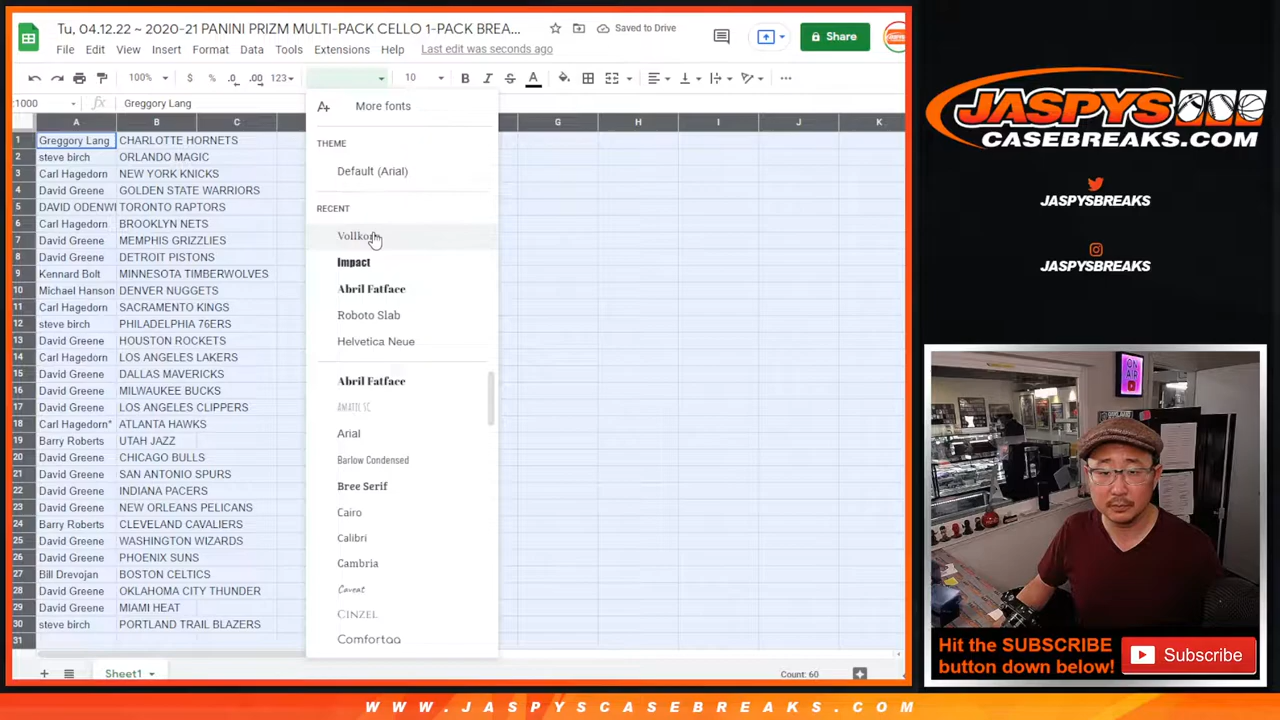 Tu, 04.12.22 ~ 2020-21 PANINI PRIZM MULTI-PACK CELLO 1-PACK BREA...
Saved to Drive
File Edit View Insert Format Data Tools Extensions Help Last edit was seconds ago
Share
100% $ % .0 .00 123 10 B I S A
1000 fx Greggory Lang
A B C G H I J K
1 Greggory Lang CHARLOTTE HORNETS
2 steve birch ORLANDO MAGIC
3 Carl Hagedorn NEW YORK KNICKS
4 David Greene GOLDEN STATE WARRIORS
5 DAVID ODENWI TORONTO RAPTORS
6 Carl Hagedorn BROOKLYN NETS
7 David Greene MEMPHIS GRIZZLIES
8 David Greene DETROIT PISTONS
9 Kennard Bolt MINNESOTA TIMBERWOLVES
10 Michael Hanson DENVER NUGGETS
11 Carl Hagedorn SACRAMENTO KINGS
12 steve birch PHILADELPHIA 76ERS
13 David Greene HOUSTON ROCKETS
14 Carl Hagedorn LOS ANGELES LAKERS
15 David Greene DALLAS MAVERICKS
16 David Greene MILWAUKEE BUCKS
17 David Greene LOS ANGELES CLIPPERS
18 Carl Hagedorn* ATLANTA HAWKS
19 Barry Roberts UTAH JAZZ
20 David Greene CHICAGO BULLS
21 David Greene SAN ANTONIO SPURS
22 David Greene INDIANA PACERS
23 David Greene NEW ORLEANS PELICANS
24 Barry Roberts CLEVELAND CAVALIERS
25 David Greene WASHINGTON WIZARDS
26 David Greene PHOENIX SUNS
27 Bill Drevojan BOSTON CELTICS
28 David Greene OKLAHOMA CITY THUNDER
29 David Greene MIAMI HEAT
30 steve birch PORTLAND TRAIL BLAZERS
31
More fonts
THEME
Default (Arial)
RECENT
Vollkorn
Impact
Abril Fatface
Roboto Slab
Helvetica Neue
Abril Fatface
AMATIC SC
Arial
Barlow Condensed
Bree Serif
Cairo
Calibri
Cambria
Caveat
CINZEL
Comfortaa
Sheet1
Count: 60
JASPYS
CASEBREAKS.COM
JASPYSBREAKS
JASPYSBREAKS
ON AIR
Hit the SUBSCRIBE
button down below!
Subscribe
WWW.JASPYSCASEBREAKS.COM